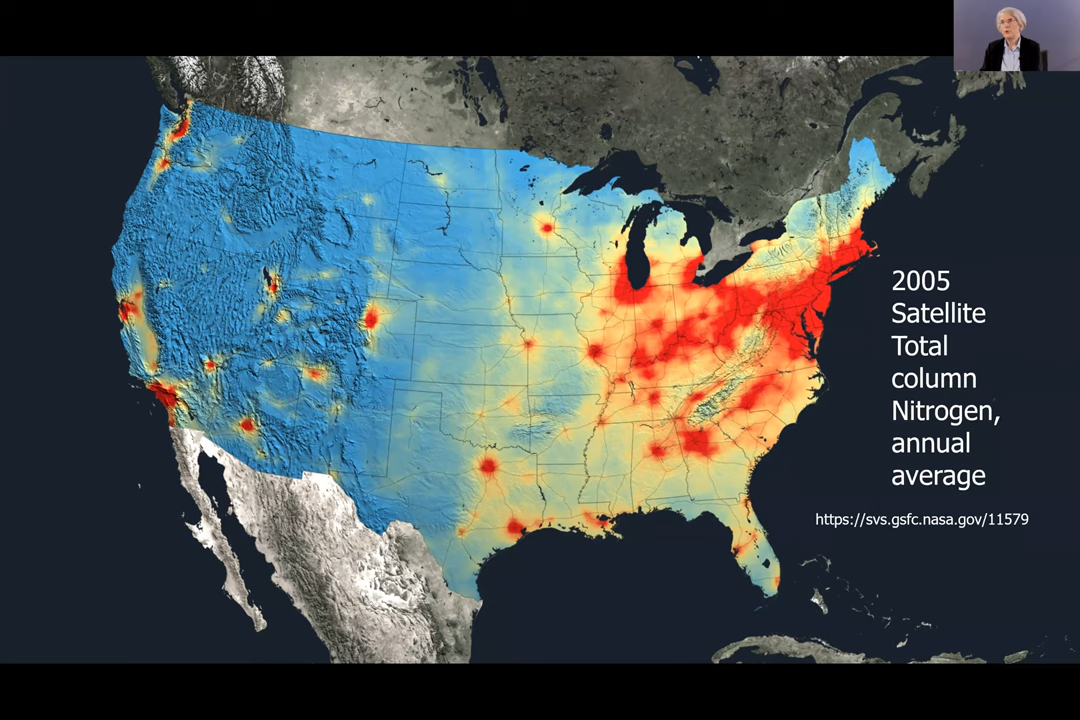 2005
Satellite
Total
column
Nitrogen,
annual
average
https://svs.gsfc.nasa.gov/11579